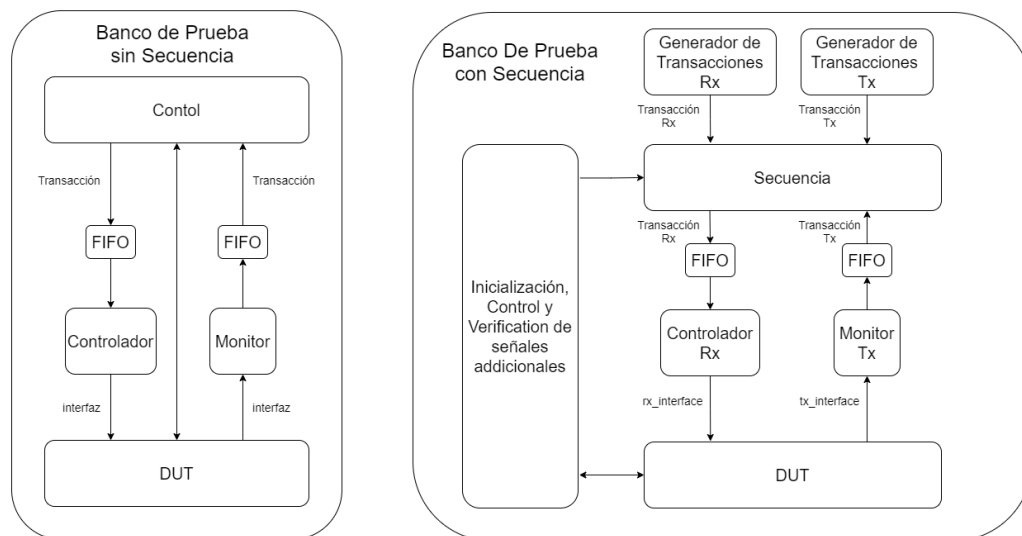 Banco de Prueba
sin Secuencia
Contol
Transacción
Transacción
FIFO
FIFO
Controlador
Monitor
interfaz
interfaz
DUT
Banco De Prueba
con Secuencia
Generador de
Transacciones
Rx
Generador de
Transacciones
Tx
Transacción
Rx
Transacción
Tx
Secuencia
Transacción
Rx
Transacción
Tx
FIFO
FIFO
Inicialización,
Control y
Verification de
señales
addicionales
Controlador
Rx
Monitor
Tx
rx_interface
tx_interface
DUT